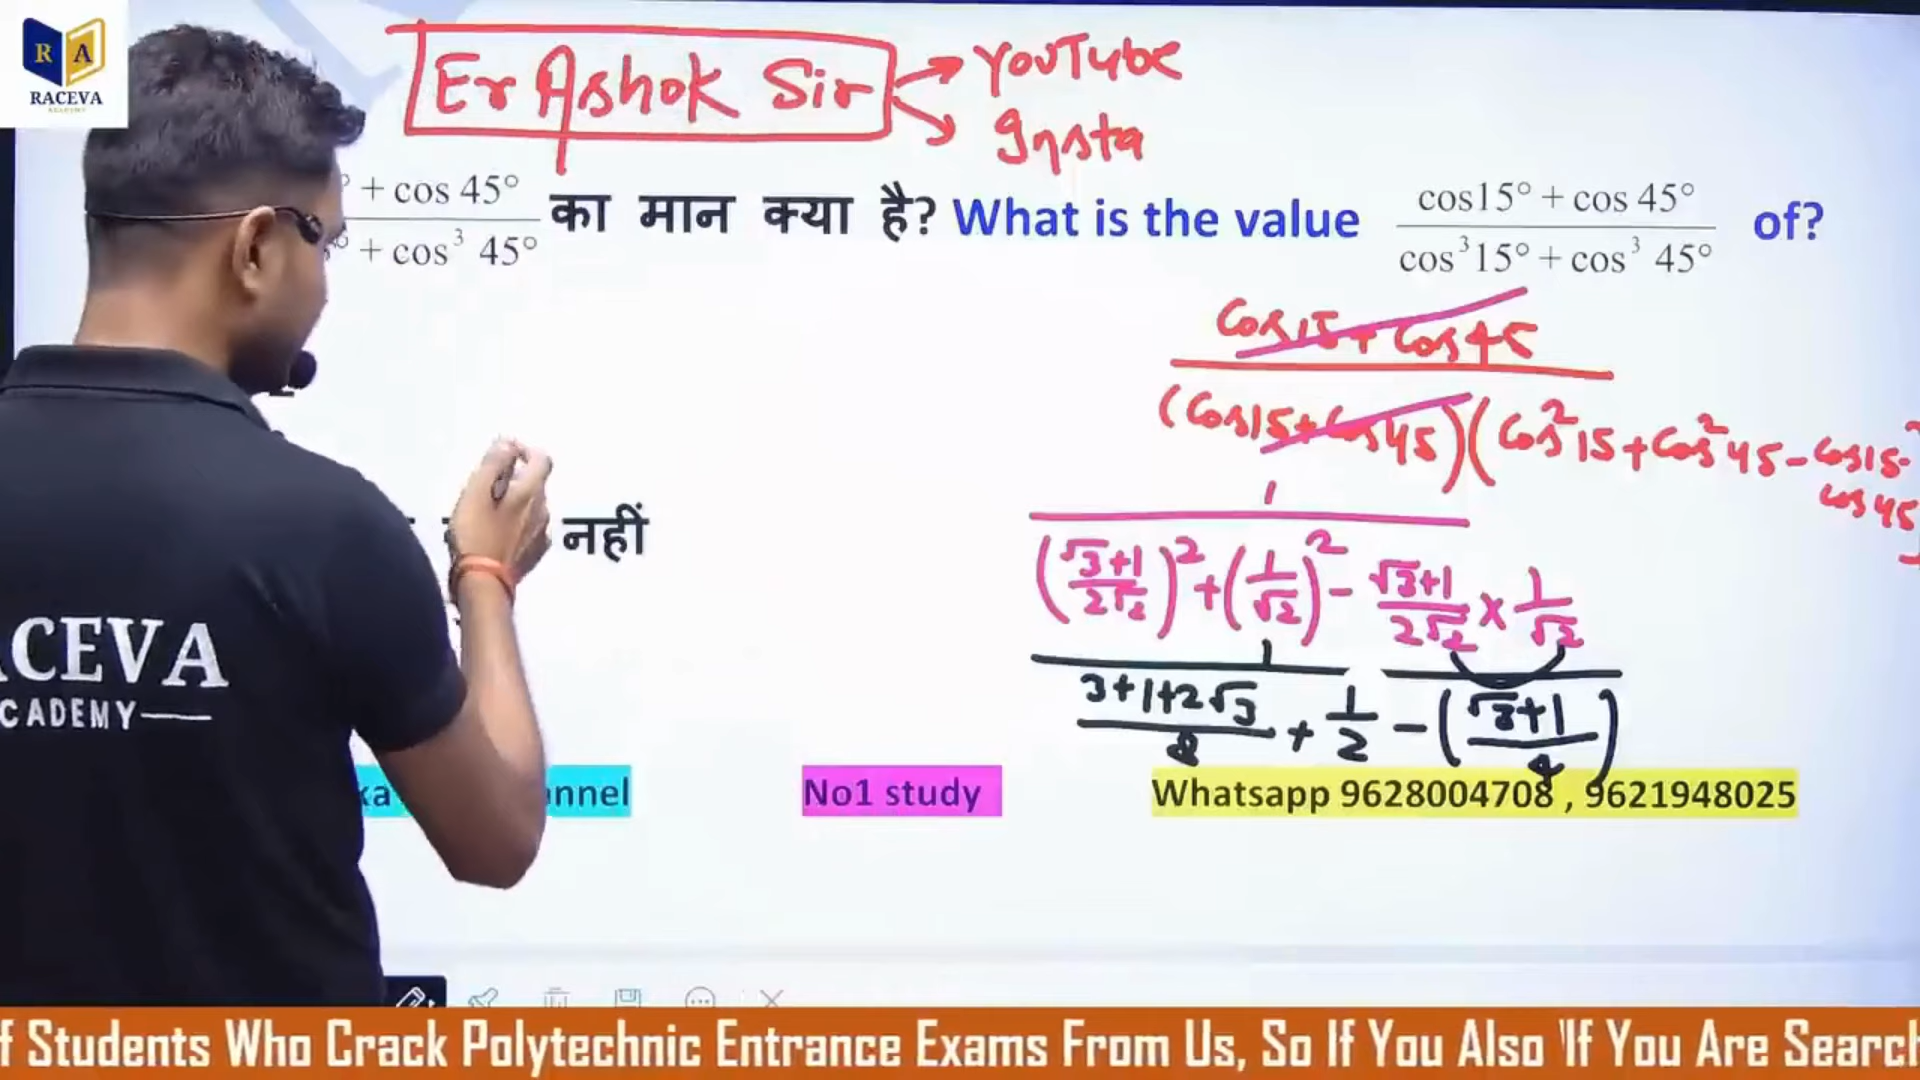 R A
RACEVA
ACADEMY
Er Ashok Sir
YouTube
Insta
+ cos 45°
+ cos³ 45°
का मान क्या है? What is the value
cos15° + cos 45°
cos³15° + cos³ 45°
of?
Cos15+Cos45
(Cos15+Cos45)(Cos²15+Cos²45-Cos15·
Cos45
1
(√3+1/2√2)²+(1/√2)²-√3+1/2√2×1/√2
1
3+1+2√3/8+1/2-(√3+1/4)
नहीं
ACEVA
CADEMY
ka
nnel
No1 study
Whatsapp 9628004708 , 9621948025
f Students Who Crack Polytechnic Entrance Exams From Us, So If You Also 'If You Are Search